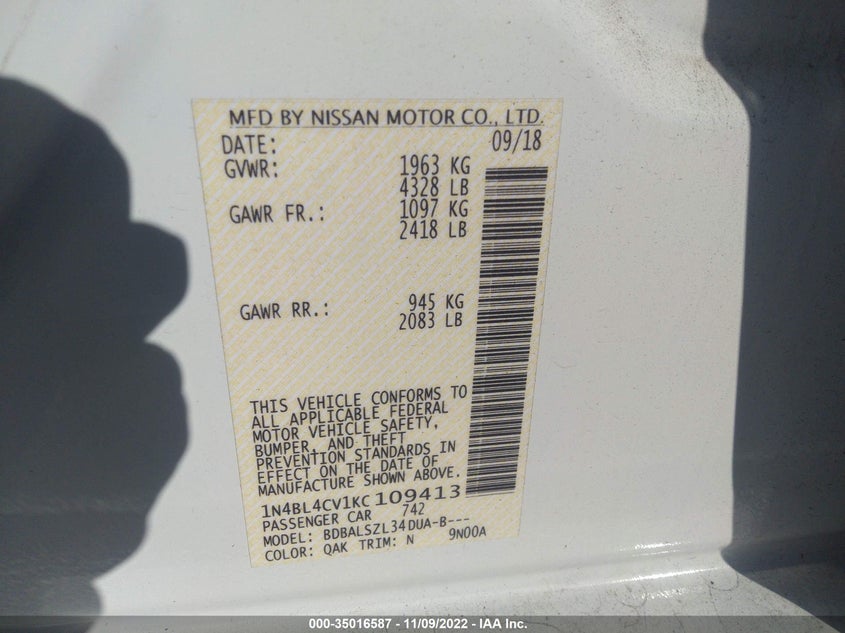 MFD BY NISSAN MOTOR CO., LTD.
DATE: 09/18
GVWR: 1963 KG
4328 LB
GAWR FR.: 1097 KG
2418 LB
GAWR RR.: 945 KG
2083 LB
THIS VEHICLE CONFORMS TO
ALL APPLICABLE FEDERAL
MOTOR VEHICLE SAFETY,
BUMPER, AND THEFT
PREVENTION STANDARDS IN
EFFECT ON THE DATE OF
MANUFACTURE SHOWN ABOVE.
1N4BL4CV1KC109413
PASSENGER CAR 742
MODEL: BDBALSZL34DUA-B---
COLOR: QAK TRIM: N 9N00A
000-35016587 - 11/09/2022 - IAA Inc.